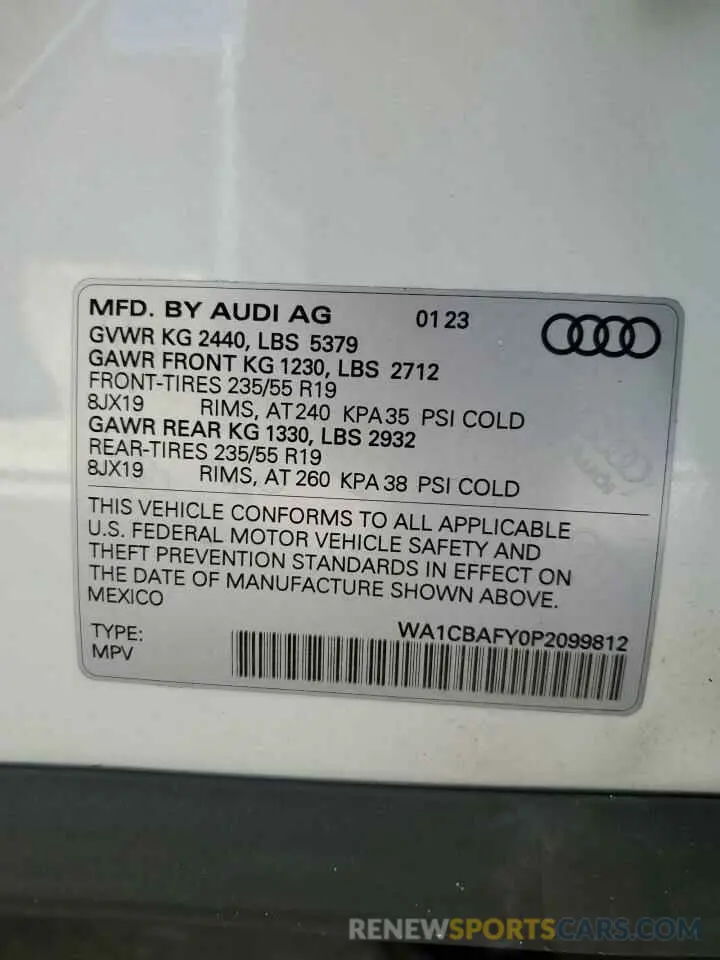 MFD. BY AUDI AG 01 23
GVWR KG 2440, LBS 5379
GAWR FRONT KG 1230, LBS 2712
FRONT-TIRES 235/55 R19
8JX19 RIMS, AT 240 KPA 35 PSI COLD
GAWR REAR KG 1330, LBS 2932
REAR-TIRES 235/55 R19
8JX19 RIMS, AT 260 KPA 38 PSI COLD
THIS VEHICLE CONFORMS TO ALL APPLICABLE
U.S. FEDERAL MOTOR VEHICLE SAFETY AND
THEFT PREVENTION STANDARDS IN EFFECT ON
THE DATE OF MANUFACTURE SHOWN ABOVE.
MEXICO
TYPE: WA1CBAFY0P2099812
MPV
RENEWSPORTSCARS.COM